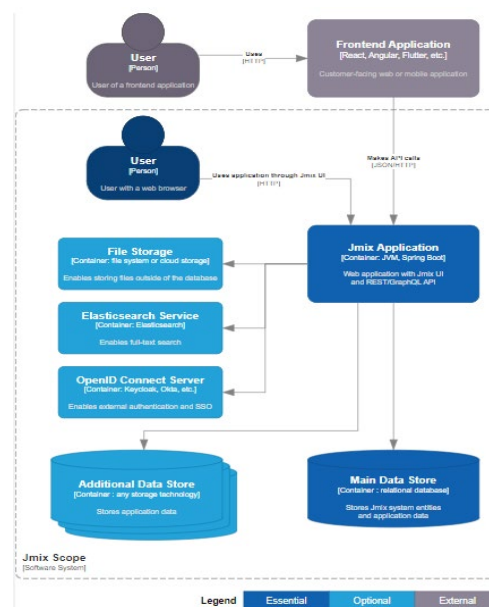 User
[Person]
User of a frontend application
Uses
[HTTP]
Frontend Application
[React, Angular, Flutter, etc.]
Customer-facing web or mobile application
User
[Person]
User with a web browser
Uses application through Jmix UI
[HTTP]
Makes API calls
[JSON/HTTP]
File Storage
[Container: file system or cloud storage]
Enables storing files outside of the database
Jmix Application
[Container: JVM, Spring Boot]
Web application with Jmix UI
and REST/GraphQL API
Elasticsearch Service
[Container: Elasticsearch]
Enables full-text search
OpenID Connect Server
[Container: Keycloak, Okta, etc.]
Enables external authentication and SSO
Additional Data Store
[Container : any storage technology]
Stores application data
Main Data Store
[Container : relational database]
Stores Jmix system entities
and application data
Jmix Scope
[Software System]
Legend
Essential
Optional
External